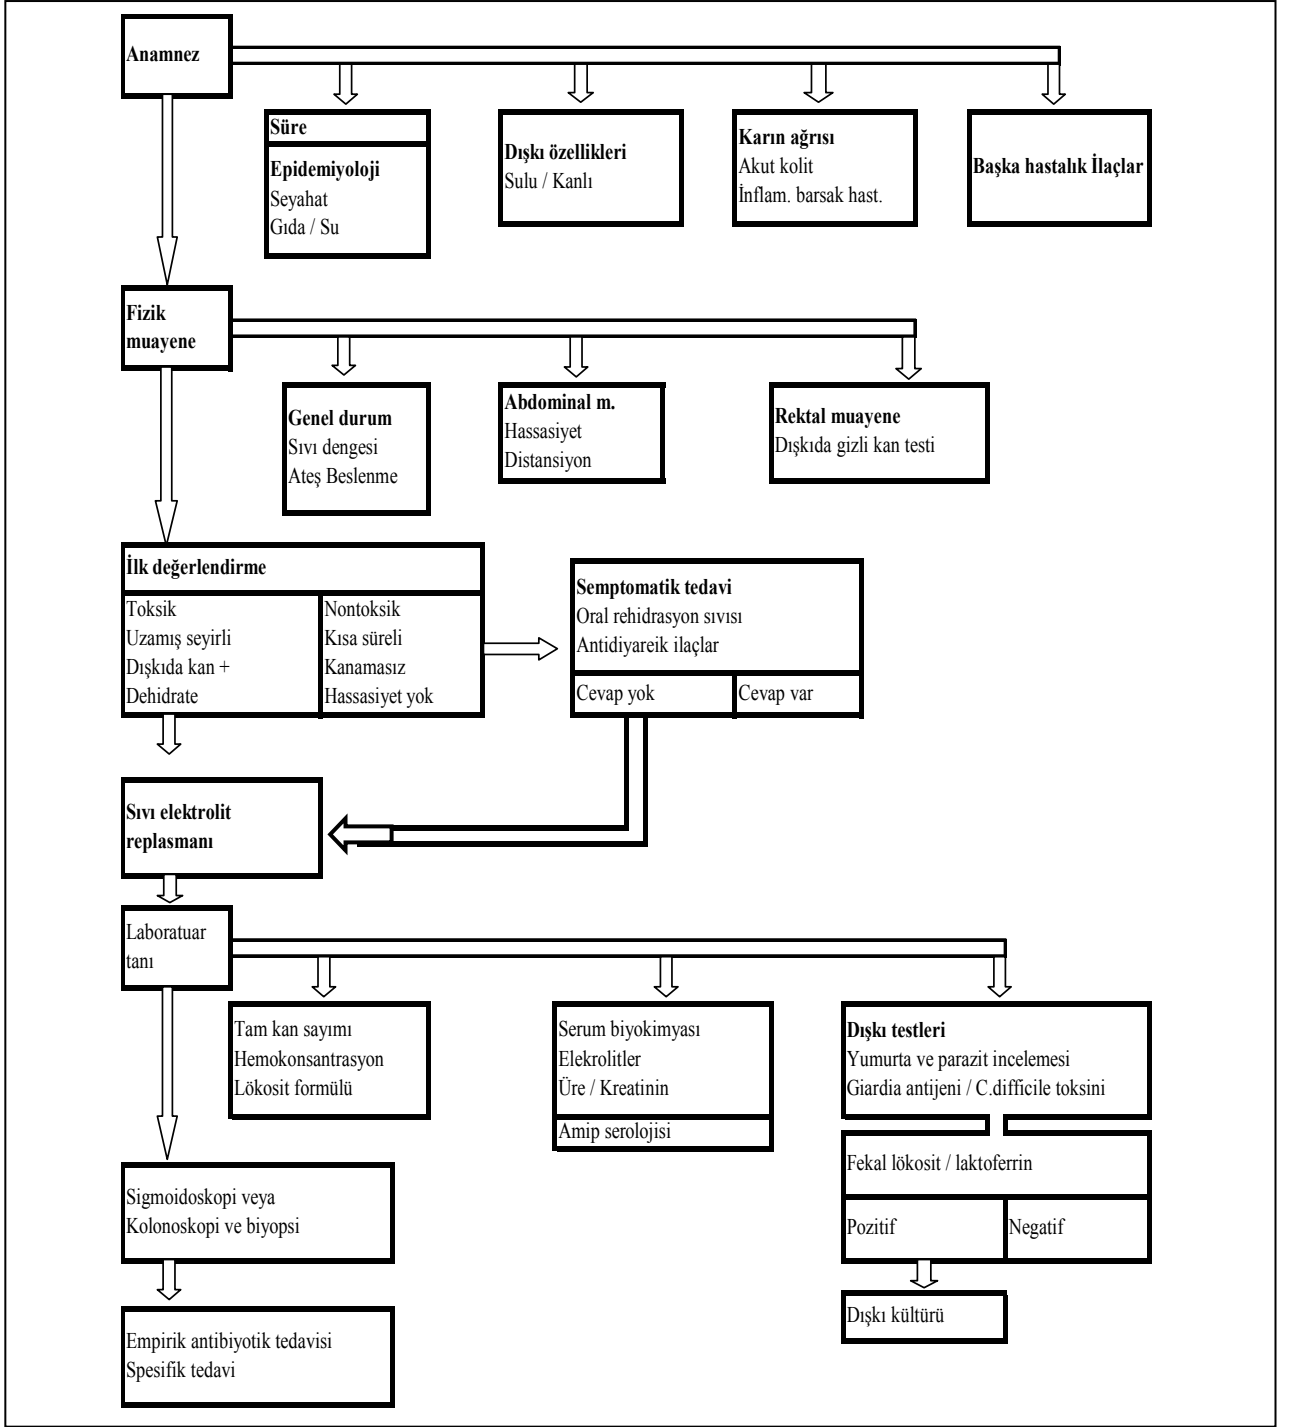 Anamnez
Süre
Epidemiyoloji
Seyahat
Gıda / Su
Dışkı özellikleri
Sulu / Kanlı
Karın ağrısı
Akut kolit
İnflam. barsak hast.
Başka hastalık İlaçlar
Fizik
muayene
Genel durum
Sıvı dengesi
Ateş Beslenme
Abdominal m.
Hassasiyet
Distansiyon
Rektal muayene
Dışkıda gizli kan testi
İlk değerlendirme
Toksik
Uzamış seyirli
Dışkıda kan +
Dehidrate
Nontoksik
Kısa süreli
Kanamasız
Hassasiyet yok
Semptomatik tedavi
Oral rehidrasyon sıvısı
Antidiyareik ilaçlar
Cevap yok
Cevap var
Sıvı elektrolit
replasmanı
Laboratuar
tanı
Tam kan sayımı
Hemokonsantrasyon
Lökosit formülü
Serum biyokimyası
Elekrolitler
Üre / Kreatinin
Amip serolojisi
Dışkı testleri
Yumurta ve parazit incelemesi
Giardia antijeni / C.difficile toksini
Fekal lökosit / laktoferrin
Pozitif
Negatif
Dışkı kültürü
Sigmoidoskopi veya
Kolonoskopi ve biyopsi
Empirik antibiyotik tedavisi
Spesifik tedavi